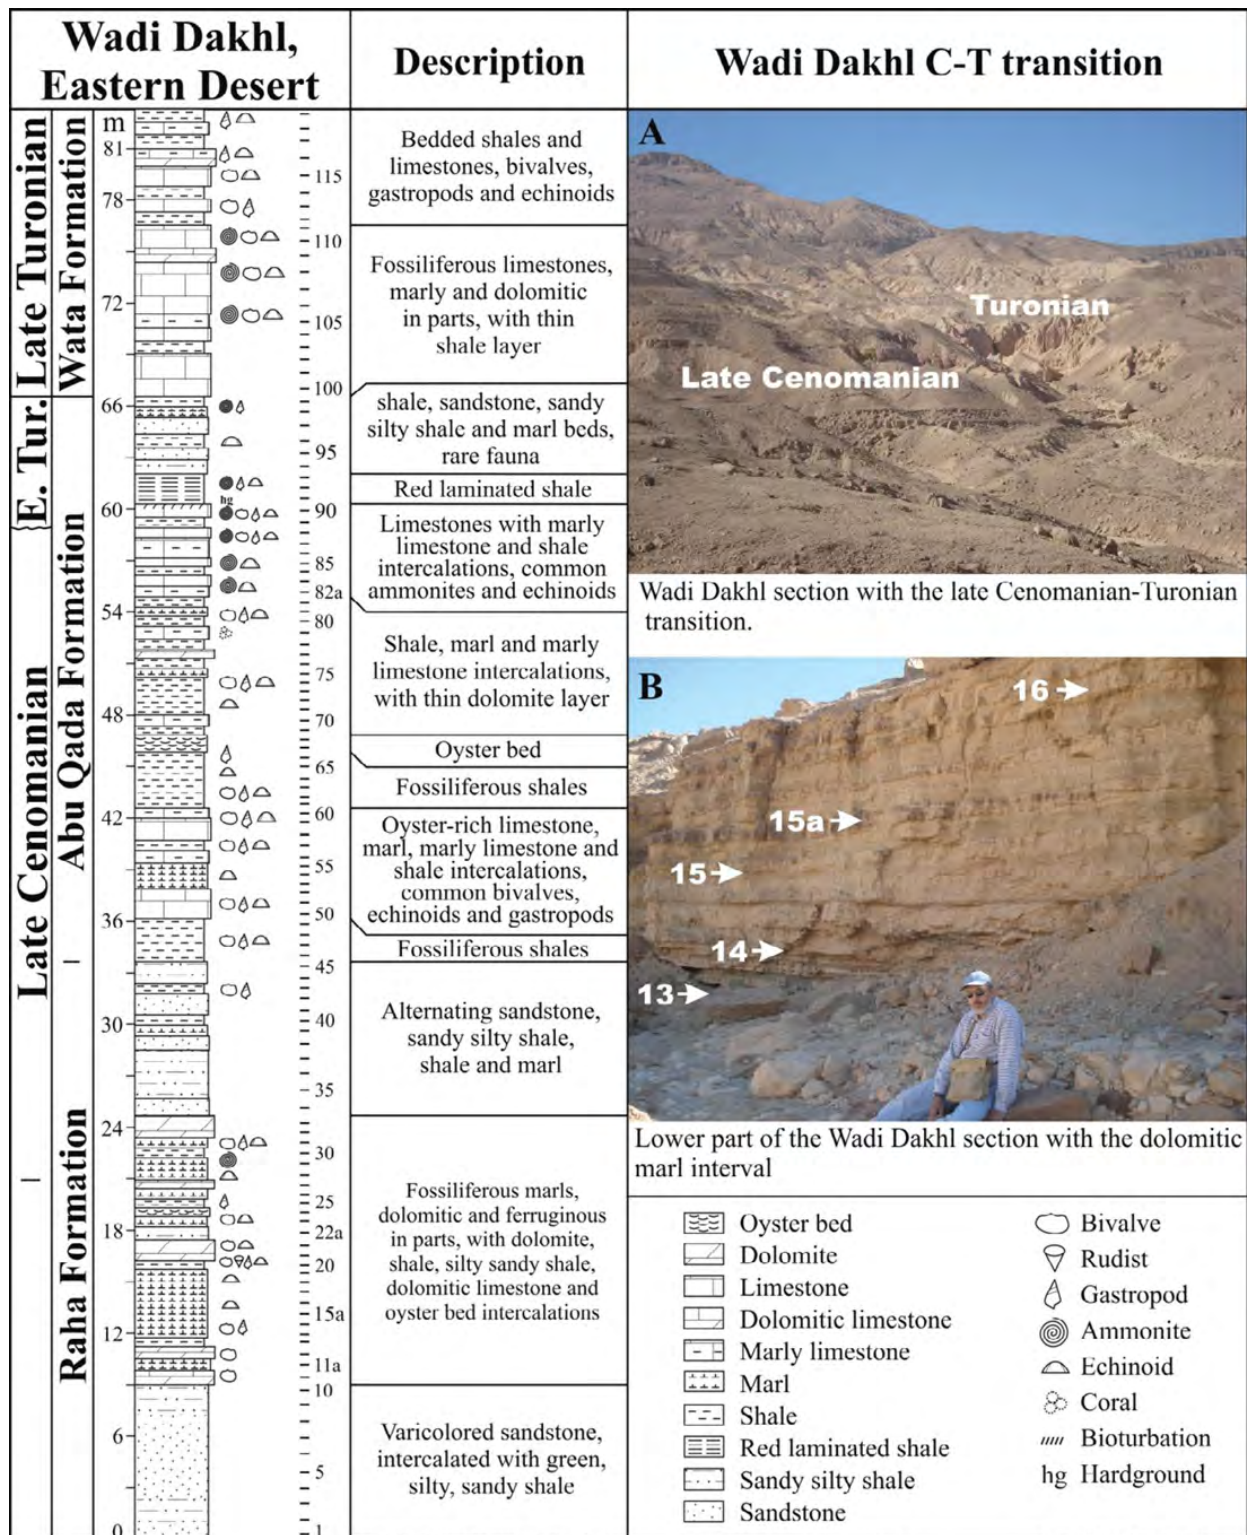 Wadi Dakhl,
Eastern Desert
Description
Wadi Dakhl C-T transition
Late Turonian
E. Tur.
Late Cenomanian
Wata Formation
Abu Qada Formation
Raha Formation
m
81
78
72
66
60
54
48
42
36
30
24
18
12
6
0
hg
115
110
105
100
95
90
85
82a
80
75
70
65
60
55
50
45
40
35
30
25
22a
20
15a
11a
10
5
1
Bedded shales and
limestones, bivalves,
gastropods and echinoids
Fossiliferous limestones,
marly and dolomitic
in parts, with thin
shale layer
shale, sandstone, sandy
silty shale and marl beds,
rare fauna
Red laminated shale
Limestones with marly
limestone and shale
intercalations, common
ammonites and echinoids
Shale, marl and marly
limestone intercalations,
with thin dolomite layer
Oyster bed
Fossiliferous shales
Oyster-rich limestone,
marl, marly limestone and
shale intercalations,
common bivalves,
echinoids and gastropods
Fossiliferous shales
Alternating sandstone,
sandy silty shale,
shale and marl
Fossiliferous marls,
dolomitic and ferruginous
in parts, with dolomite,
shale, silty sandy shale,
dolomitic limestone and
oyster bed intercalations
Varicolored sandstone,
intercalated with green,
silty, sandy shale
A
Turonian
Late Cenomanian
Wadi Dakhl section with the late Cenomanian-Turonian
transition.
B
16
15a
15
14
13
Lower part of the Wadi Dakhl section with the dolomitic
marl interval
Oyster bed
Dolomite
Limestone
Dolomitic limestone
Marly limestone
Marl
Shale
Red laminated shale
Sandy silty shale
Sandstone
Bivalve
Rudist
Gastropod
Ammonite
Echinoid
Coral
Bioturbation
hg Hardground